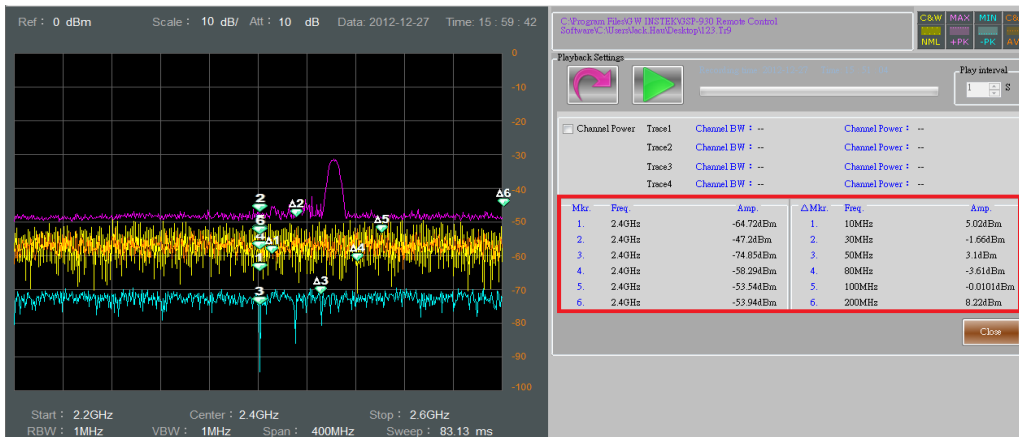 Ref： 0 dBm Scale： 10 dB/ Att： 10 dB Data: 2012-12-27 Time: 15 : 59 : 42
0
-10
-20
-30
-40
-50
-60
-70
-80
-90
-100
2
6
4
1
3
Δ2
Δ1
Δ3
Δ4
Δ5
Δ6
Start： 2.2GHz Center： 2.4GHz Stop： 2.6GHz
RBW： 1MHz VBW： 1MHz Span： 400MHz Sweep： 83.13 ms
C:\Program Files\GW INSTEK\GSP-930 Remote Control
Software\C:\Users\Jack.Hsu\Desktop\123.Tr9
C&W MAX MIN
NML +PK -PK
Playback Settings
Play interval
1 S
Channel Power Trace1 Channel BW： -- Channel Power： --
Trace2 Channel BW： -- Channel Power： --
Trace3 Channel BW： -- Channel Power： --
Trace4 Channel BW： -- Channel Power： --
Mkr. Freq. Amp. ΔMkr. Freq. Amp.
1. 2.4GHz -64.72dBm 1. 10MHz 5.02dBm
2. 2.4GHz -47.2dBm 2. 30MHz -1.66dBm
3. 2.4GHz -74.85dBm 3. 50MHz 3.1dBm
4. 2.4GHz -58.29dBm 4. 80MHz -3.61dBm
5. 2.4GHz -53.54dBm 5. 100MHz -0.0101dBm
6. 2.4GHz -53.94dBm 6. 200MHz 8.22dBm
Close